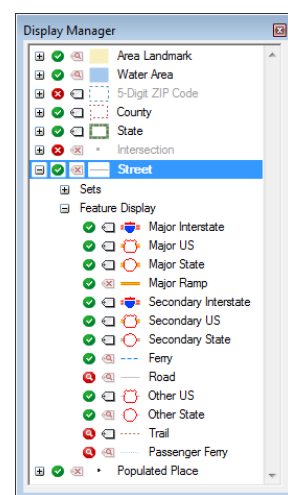 Display Manager
Area Landmark
Water Area
5-Digit ZIP Code
County
State
Intersection
Street
Sets
Feature Display
Major Interstate
Major US
Major State
Major Ramp
Secondary Interstate
Secondary US
Secondary State
Ferry
Road
Other US
Other State
Trail
Passenger Ferry
Populated Place